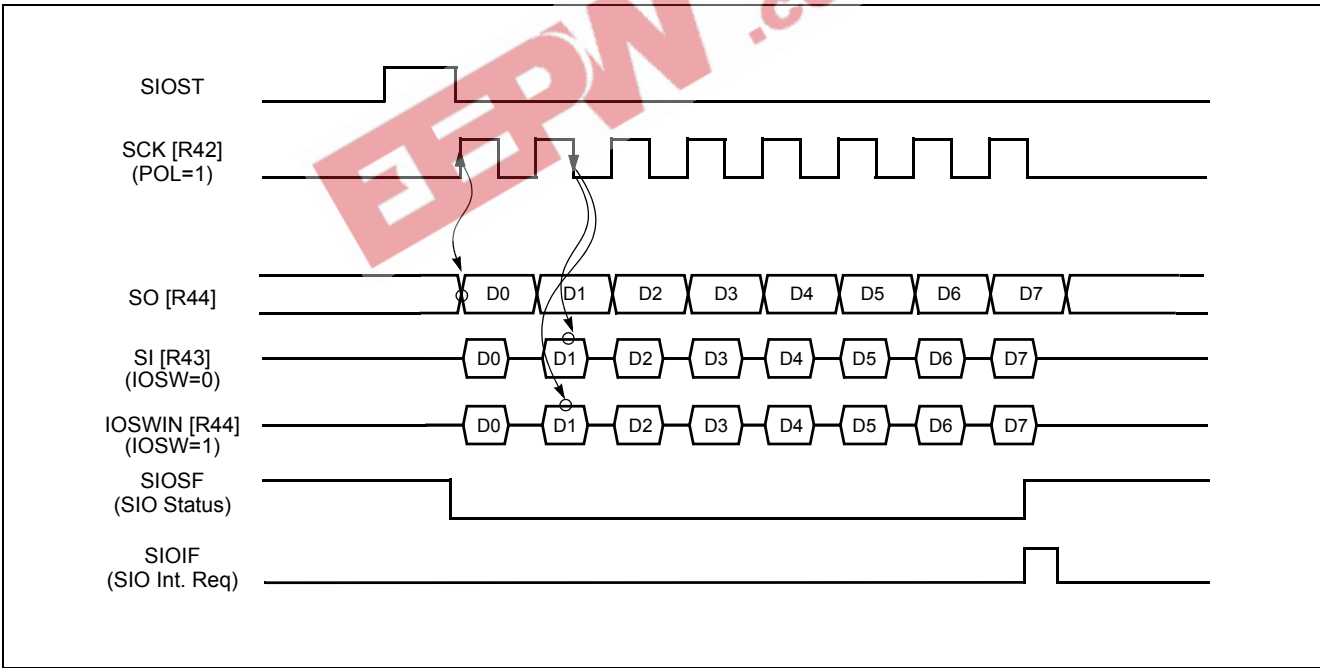 EEPW .co
SIOST
SCK [R42]
(POL=1)
SO [R44] D0 D1 D2 D3 D4 D5 D6 D7
SI [R43] D0 D1 D2 D3 D4 D5 D6 D7
(IOSW=0)
IOSWIN [R44] D0 D1 D2 D3 D4 D5 D6 D7
(IOSW=1)
SIOSF
(SIO Status)
SIOIF
(SIO Int. Req)